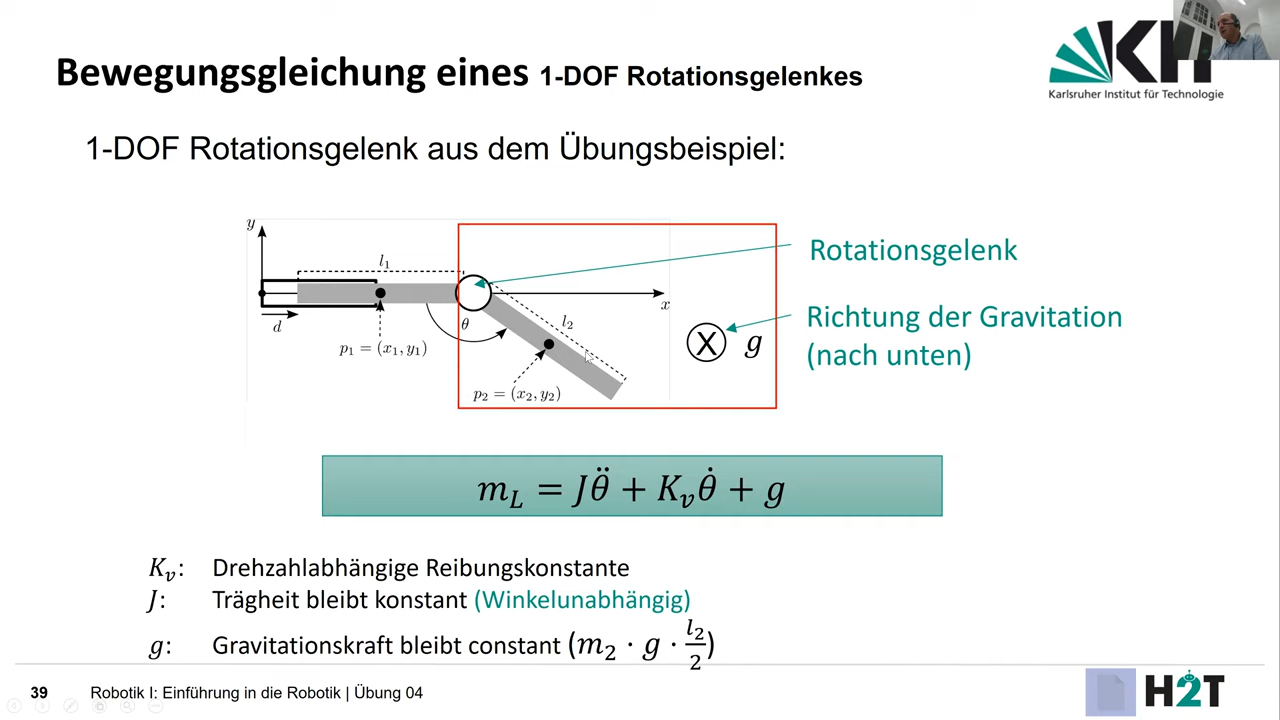 Bewegungsgleichung eines 1-DOF Rotationsgelenkes
Karlsruher Institut für Technologie
1-DOF Rotationsgelenk aus dem Übungsbeispiel:
y
l₁
d
p₁ = (x₁, y₁)
θ
l₂
p₂ = (x₂, y₂)
x
X g
Rotationsgelenk
Richtung der Gravitation
(nach unten)
m_L = Jθ̈ + K_vθ̇ + g
K_v: Drehzahlabhängige Reibungskonstante
J: Trägheit bleibt konstant (Winkelunabhängig)
g: Gravitationskraft bleibt constant (m₂ · g · l₂/2)
39 Robotik I: Einführung in die Robotik | Übung 04
H2T